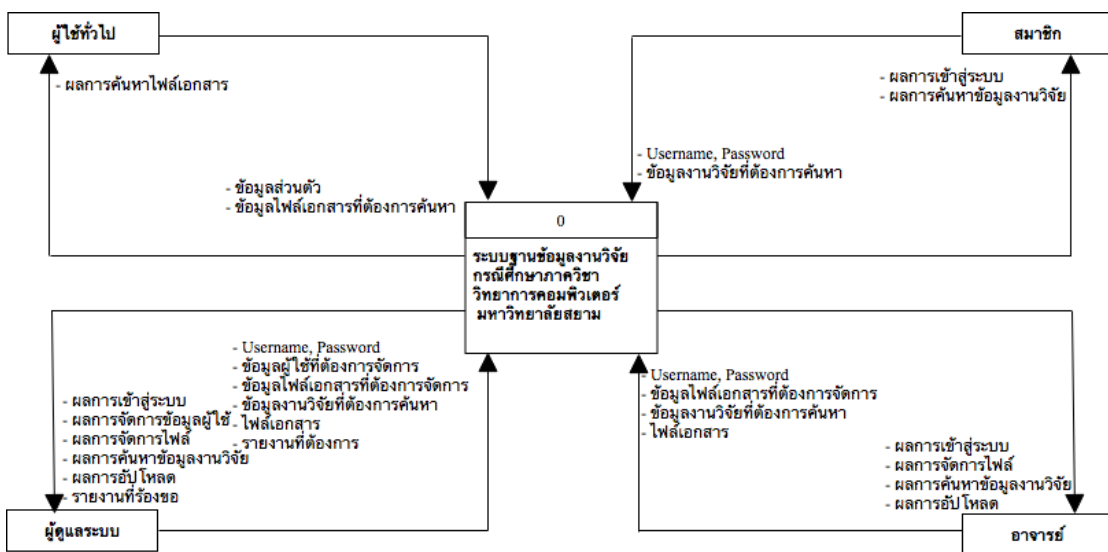 ผู้ใช้ทั่วไป
สมาชิก
- ผลการค้นหาไฟล์เอกสาร
- ผลการเข้าสู่ระบบ
- ผลการค้นหาข้อมูลงานวิจัย
- Username, Password
- ข้อมูลงานวิจัยที่ต้องการค้นหา
- ข้อมูลส่วนตัว
- ข้อมูลไฟล์เอกสารที่ต้องการค้นหา
0
ระบบฐานข้อมูลงานวิจัย
กรณีศึกษาภาควิชา
วิทยาการคอมพิวเตอร์
มหาวิทยาลัยสยาม
- Username, Password
- ข้อมูลผู้ใช้ที่ต้องการจัดการ
- ข้อมูลไฟล์เอกสารที่ต้องการจัดการ
- ข้อมูลงานวิจัยที่ต้องการค้นหา
- ไฟล์เอกสาร
- รายงานที่ต้องการ
- ผลการเข้าสู่ระบบ
- ผลการจัดการข้อมูลผู้ใช้
- ผลการจัดการไฟล์
- ผลการค้นหาข้อมูลงานวิจัย
- ผลการอัปโหลด
- รายงานที่ร้องขอ
- Username, Password
- ข้อมูลไฟล์เอกสารที่ต้องการจัดการ
- ข้อมูลงานวิจัยที่ต้องการค้นหา
- ไฟล์เอกสาร
- ผลการเข้าสู่ระบบ
- ผลการจัดการไฟล์
- ผลการค้นหาข้อมูลงานวิจัย
- ผลการอัปโหลด
ผู้ดูแลระบบ
อาจารย์